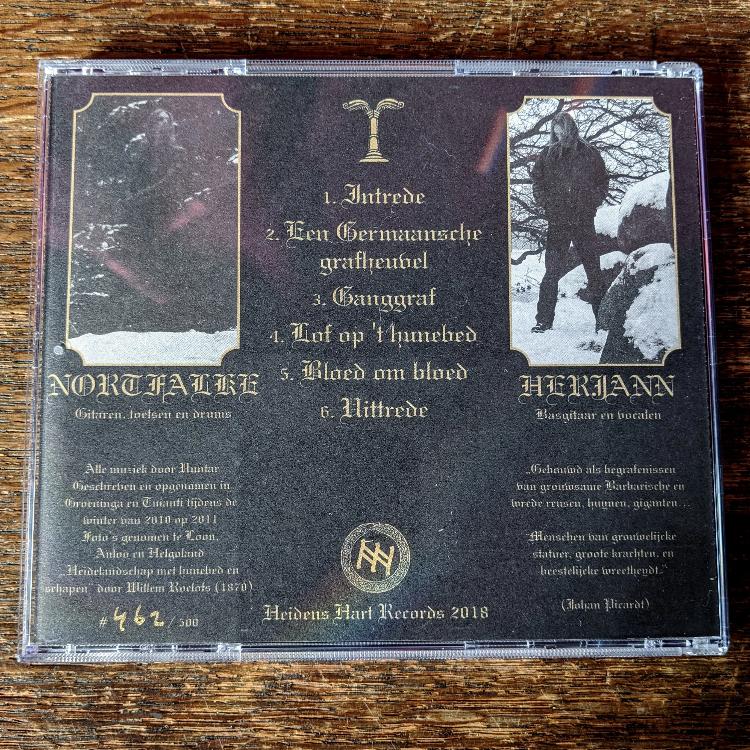 1. Intrede
2. Een Germaansche
grafheuvel
3. Ganggraf
4. Lof op 't hunebed
5. Bloed om bloed
6. Uittrede
NORTFALKE
Gitaren, toetsen en drums
Alle muziek door Nuntar
Geschreven en opgenomen in
Groeninga en Tuianti tijdens de
winter van 2010 op 2011
Foto's genomen te Loon,
Anloo en Helgoland
„Heidelandschap met hunebed en
schapen" door Willem Roelofs (1870)
# 462 / 500
HERJANN
Basgitaar en vocalen
„Gebouwd als begrafenissen
van grouwsame Barbarische en
wrede reusen, huynen, giganten...
Menschen van grouwelijcke
statuer, groote krachten, en
beestelijcke wreetheydt."
(Johan Picardt)
Heidens Hart Records 2018